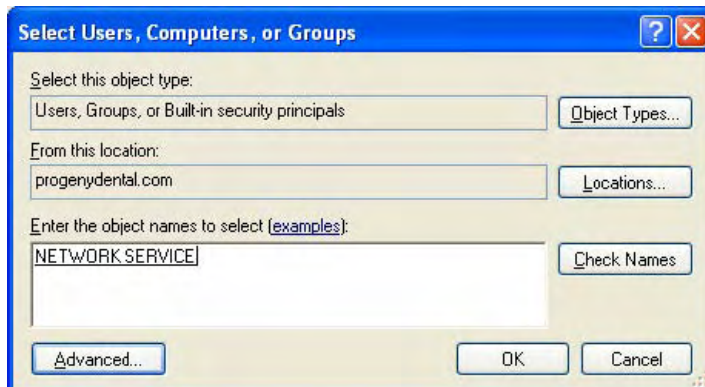 Select Users, Computers, or Groups
Select this object type:
Users, Groups, or Built-in security principals
Object Types...
From this location:
progenydental.com
Locations...
Enter the object names to select (examples):
NETWORK SERVICE
Check Names
Advanced...
OK
Cancel